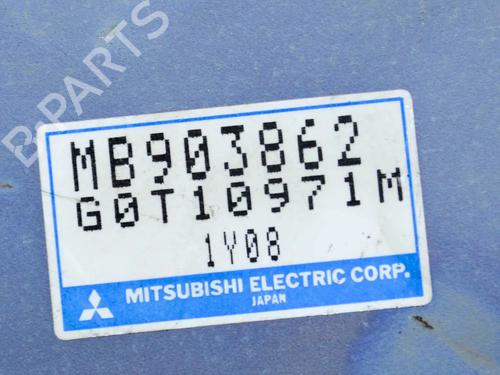 B-PARTS
MB903862
G0T10971M
1Y08
MITSUBISHI ELECTRIC CORP.
JAPAN